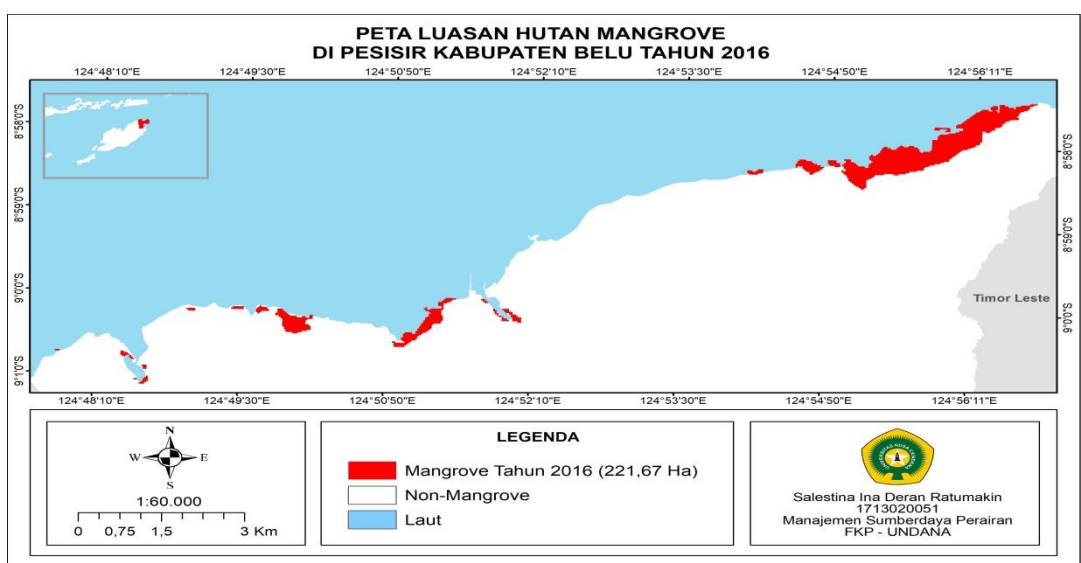 PETA LUASAN HUTAN MANGROVE
DI PESISIR KABUPATEN BELU TAHUN 2016
124°48'10"E 124°49'30"E 124°50'50"E 124°52'10"E 124°53'30"E 124°54'50"E 124°56'11"E
8°58'0"S
8°59'0"S
9°0'0"S
9°1'0"S
8°58'0"S
8°59'0"S
9°0'0"S
Timor Leste
124°48'10"E 124°49'30"E 124°50'50"E 124°52'10"E 124°53'30"E 124°54'50"E 124°56'11"E
N
W E
S
1:60.000
0 0,75 1,5 3 Km
LEGENDA
Mangrove Tahun 2016 (221,67 Ha)
Non-Mangrove
Laut
UNIVERSITAS NUSA CENDANA
Salestina Ina Deran Ratumakin
1713020051
Manajemen Sumberdaya Perairan
FKP - UNDANA